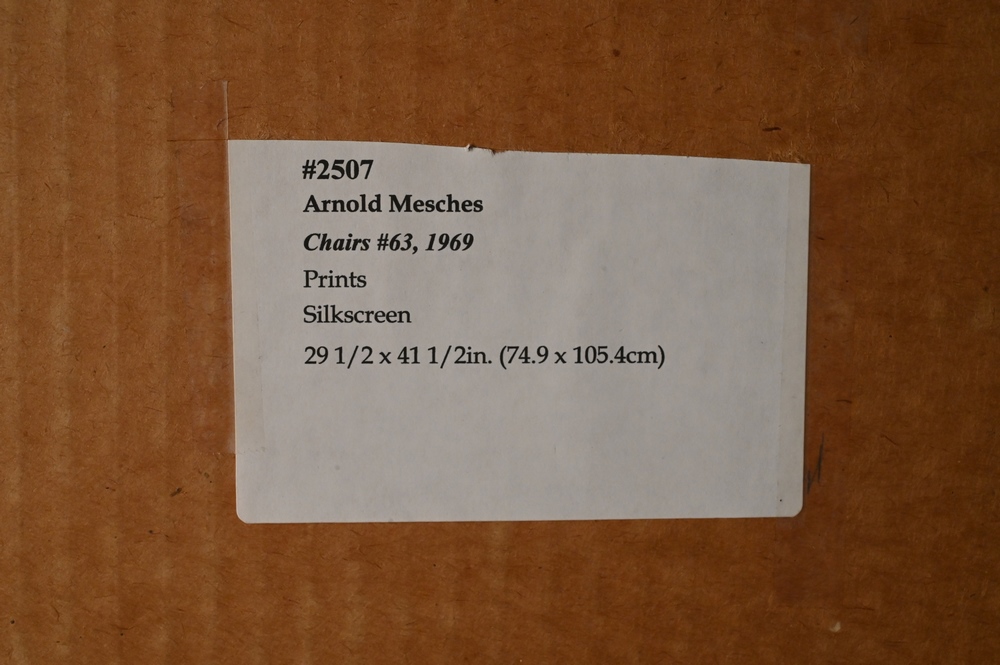 #2507
Arnold Mesches
Chairs #63, 1969
Prints
Silkscreen
29 1/2 x 41 1/2in. (74.9 x 105.4cm)